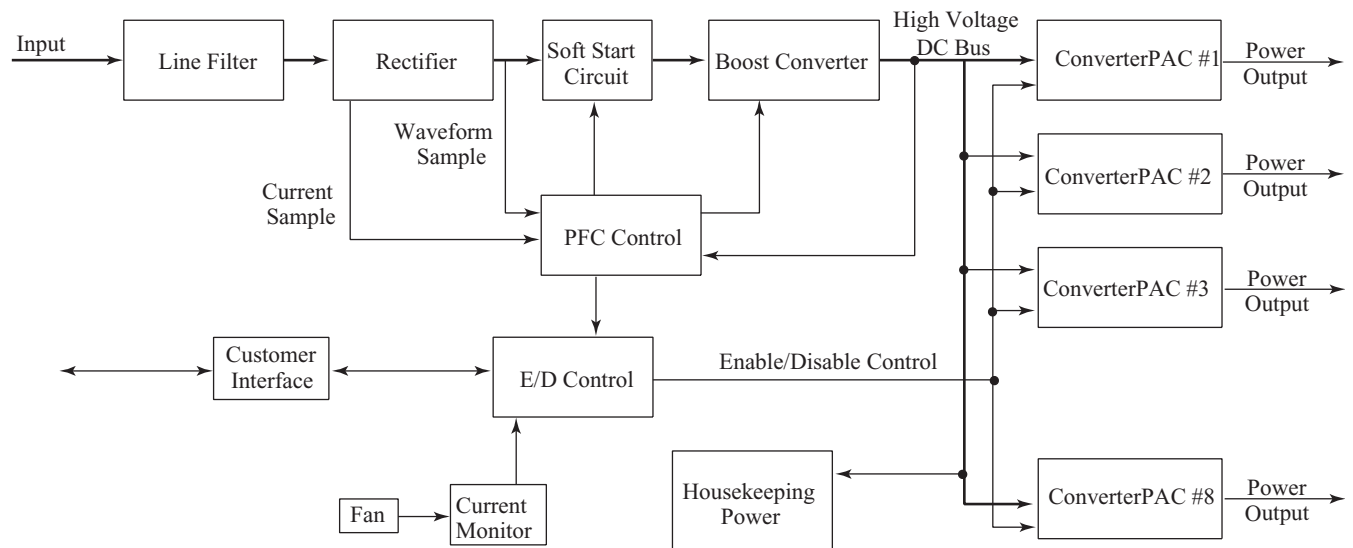 Input
Line Filter
Rectifier
Soft Start
Circuit
Boost Converter
High Voltage
DC Bus
ConverterPAC #1
Power
Output
Waveform
Sample
Current
Sample
PFC Control
ConverterPAC #2
Power
Output
ConverterPAC #3
Power
Output
Customer
Interface
E/D Control
Enable/Disable Control
Fan
Current
Monitor
Housekeeping
Power
ConverterPAC #8
Power
Output